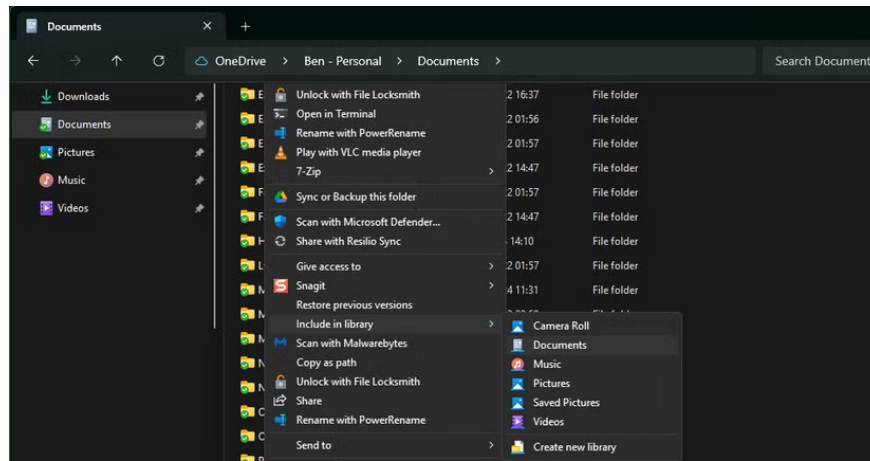 Documents
OneDrive > Ben - Personal > Documents >
Search Document
Downloads
Documents
Pictures
Music
Videos
Unlock with File Locksmith
Open in Terminal
Rename with PowerRename
Play with VLC media player
7-Zip
Sync or Backup this folder
Scan with Microsoft Defender...
Share with Resilio Sync
Give access to
Snagit
Restore previous versions
Include in library
Scan with Malwarebytes
Copy as path
Unlock with File Locksmith
Share
Rename with PowerRename
Send to
2 16:37 File folder
2 01:56 File folder
2 01:57 File folder
2 14:47 File folder
2 01:57 File folder
2 14:47 File folder
14:10 File folder
2 01:57 File folder
4 11:31 File folder
Camera Roll
Documents
Music
Pictures
Saved Pictures
Videos
Create new library